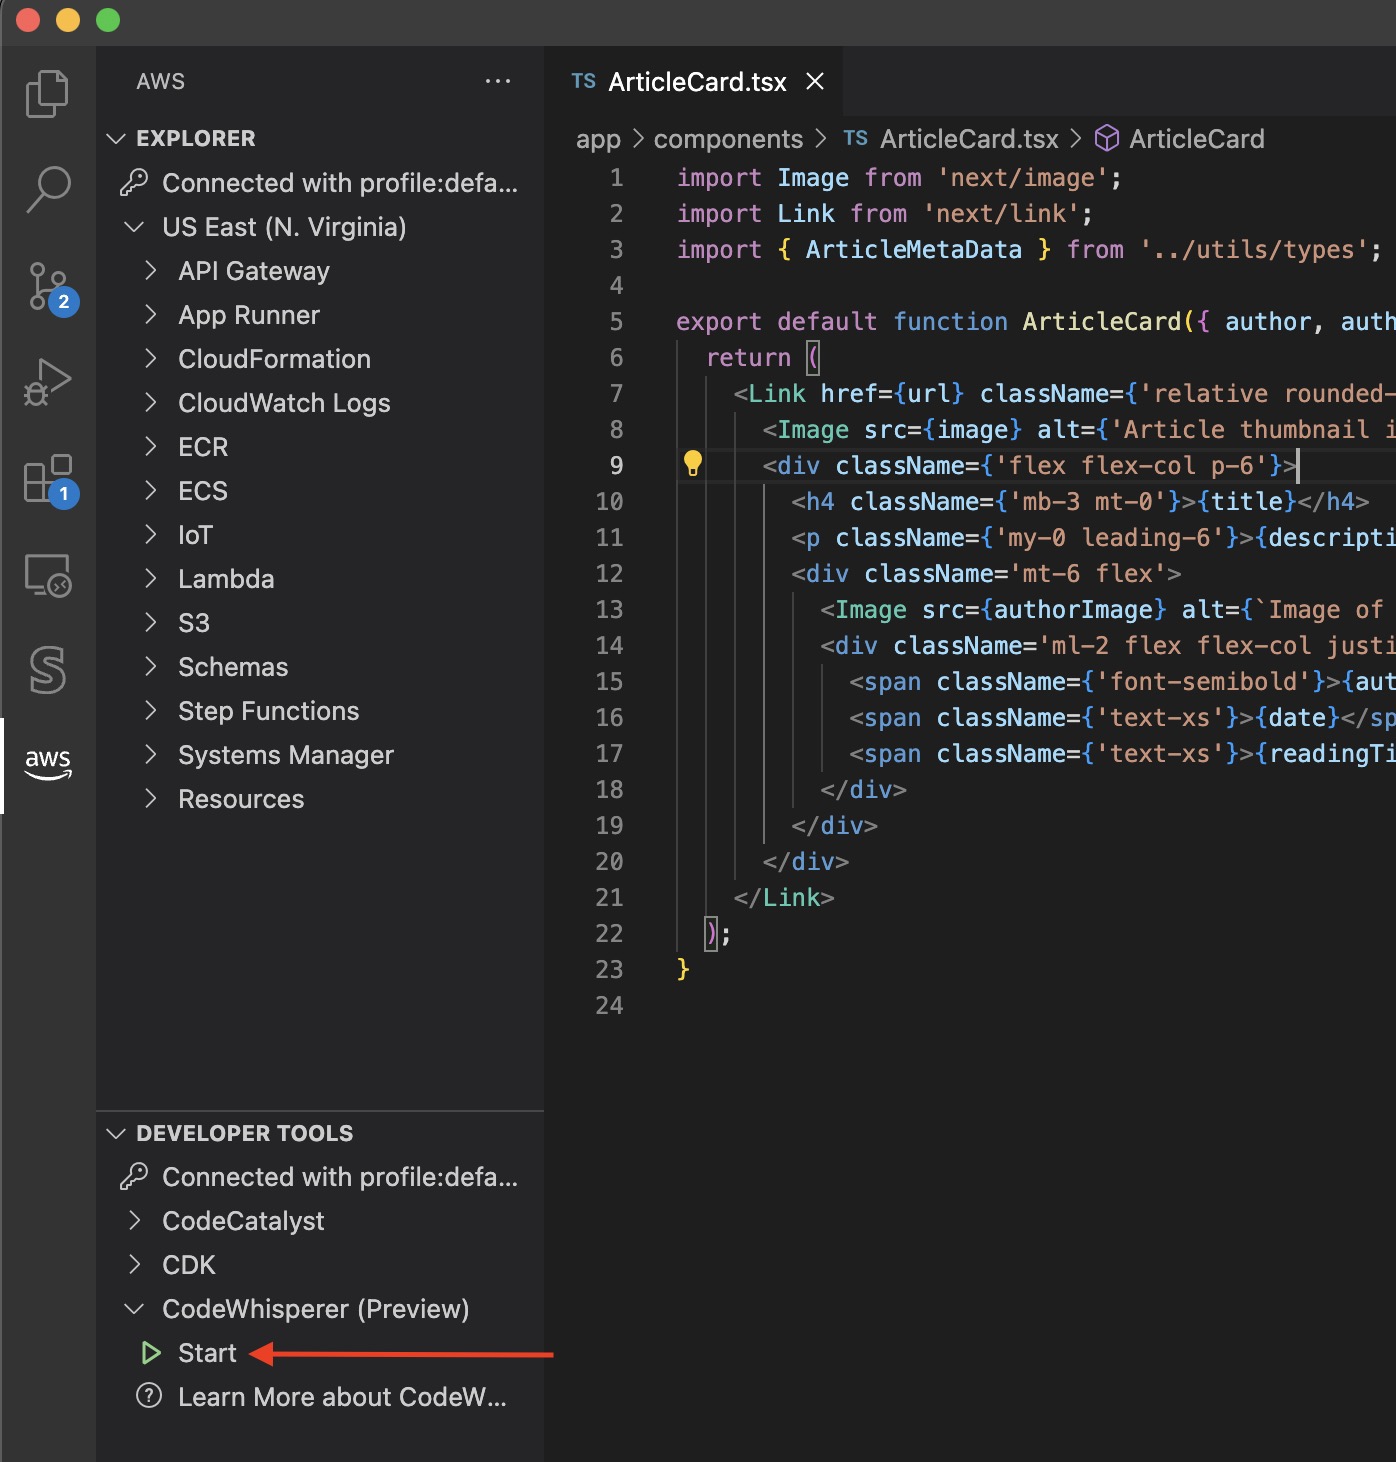 AWS
EXPLORER
Connected with profile:defa...
US East (N. Virginia)
API Gateway
App Runner
CloudFormation
CloudWatch Logs
ECR
ECS
IoT
Lambda
S3
Schemas
Step Functions
Systems Manager
Resources
DEVELOPER TOOLS
Connected with profile:defa...
CodeCatalyst
CDK
CodeWhisperer (Preview)
Start
Learn More about CodeW...
2
1
aws
TS ArticleCard.tsx
app > components > TS ArticleCard.tsx > ArticleCard
1 import Image from 'next/image';
2 import Link from 'next/link';
3 import { ArticleMetaData } from '../utils/types';
4
5 export default function ArticleCard({ author, auth
6 return (
7 <Link href={url} className={'relative rounded-
8 <Image src={image} alt={'Article thumbnail i
9 <div className={'flex flex-col p-6'}>
10 <h4 className={'mb-3 mt-0'}>{title}</h4>
11 <p className={'my-0 leading-6'}>{descripti
12 <div className='mt-6 flex'>
13 <Image src={authorImage} alt={`Image of
14 <div className='ml-2 flex flex-col justi
15 <span className={'font-semibold'}>{aut
16 <span className={'text-xs'}>{date}</sp
17 <span className={'text-xs'}>{readingTi
18 </div>
19 </div>
20 </div>
21 </Link>
22 );
23 }
24